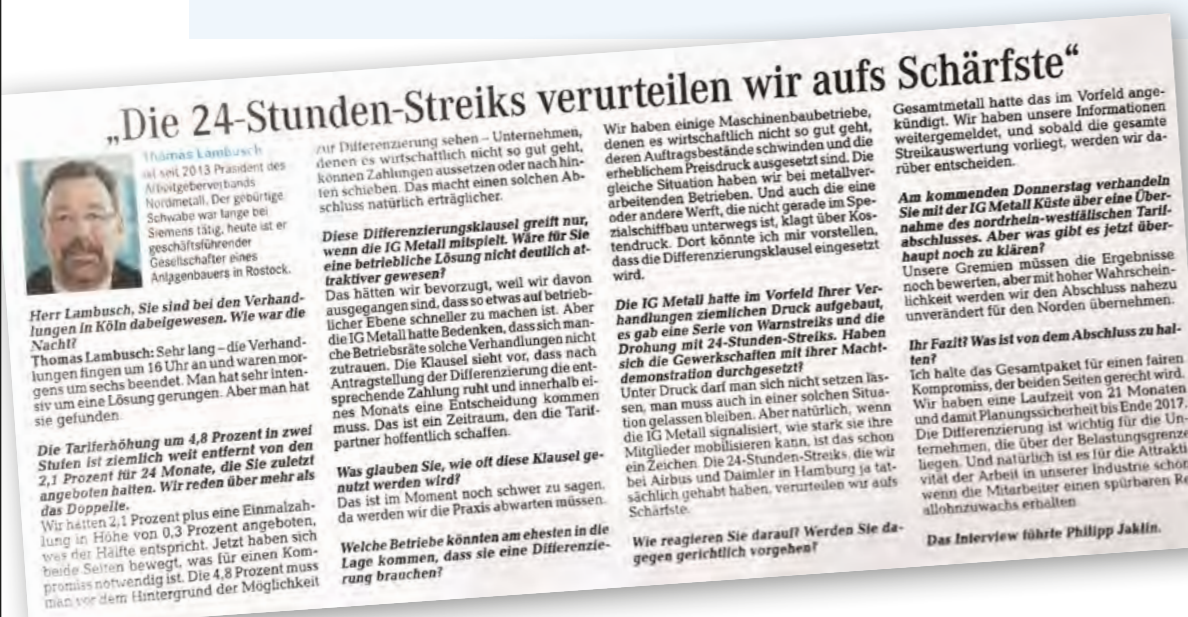 „Die 24-Stunden-Streiks verurteilen wir aufs Schärfste“
Thomas Lambusch
ist seit 2013 Präsident des
Arbeitgeberverbands
Nordmetall. Der gebürtige
Schwabe war lange bei
Siemens tätig, heute ist er
geschäftsführender
Gesellschafter eines
Anlagenbauers in Rostock.
Herr Lambusch, Sie sind bei den Verhand-
lungen in Köln dabeigewesen. Wie war die
Nacht?
Thomas Lambusch: Sehr lang – die Verhand-
lungen fingen um 16 Uhr an und waren mor-
gens um sechs beendet. Man hat sehr inten-
siv um eine Lösung gerungen. Aber man hat
sie gefunden.
Die Tariferhöhung um 4,8 Prozent in zwei
Stufen ist ziemlich weit entfernt von den
2,1 Prozent für 24 Monate, die Sie zuletzt
angeboten hatten. Wir reden über mehr als
das Doppelte.
Wir hatten 2,1 Prozent plus eine Einmalzah-
lung in Höhe von 0,3 Prozent angeboten,
was der Hälfte entspricht. Jetzt haben sich
beide Seiten bewegt, was für einen Kom-
promiss notwendig ist. Die 4,8 Prozent muss
man vor dem Hintergrund der Möglichkeit
zur Differenzierung sehen – Unternehmen,
denen es wirtschaftlich nicht so gut geht,
können Zahlungen aussetzen oder nach hin-
ten schieben. Das macht einen solchen Ab-
schluss natürlich erträglicher.
Diese Differenzierungsklausel greift nur,
wenn die IG Metall mitspielt. Wäre für Sie
eine betriebliche Lösung nicht deutlich at-
traktiver gewesen?
Das hätten wir bevorzugt, weil wir davon
ausgegangen sind, dass so etwas auf betrieb-
licher Ebene schneller zu machen ist. Aber
die IG Metall hatte Bedenken, dass sich man-
che Betriebsräte solche Verhandlungen nicht
zutrauen. Die Klausel sieht vor, dass nach
Antragstellung der Differenzierung die ent-
sprechende Zahlung ruht und innerhalb ei-
nes Monats eine Entscheidung kommen
muss. Das ist ein Zeitraum, den die Tarif-
partner hoffentlich schaffen.
Was glauben Sie, wie oft diese Klausel ge-
nutzt werden wird?
Das ist im Moment noch schwer zu sagen,
da werden wir die Praxis abwarten müssen.
Welche Betriebe könnten am ehesten in die
Lage kommen, dass sie eine Differenzie-
rung brauchen?
Wir haben einige Maschinenbaubetriebe,
denen es wirtschaftlich nicht so gut geht,
deren Auftragsbestände schwinden und die
erheblichem Preisdruck ausgesetzt sind. Die
gleiche Situation haben wir bei metallver-
arbeitenden Betrieben. Und auch die eine
oder andere Werft, die nicht gerade im Spe-
zialschiffbau unterwegs ist, klagt über Kos-
tendruck. Dort könnte ich mir vorstellen,
dass die Differenzierungsklausel eingesetzt
wird.
Die IG Metall hatte im Vorfeld Ihrer Ver-
handlungen ziemlichen Druck aufgebaut,
es gab eine Serie von Warnstreiks und die
Drohung mit 24-Stunden-Streiks. Haben
sich die Gewerkschaften mit ihrer Macht-
demonstration durchgesetzt?
Unter Druck darf man sich nicht setzen las-
sen, man muss auch in einer solchen Situa-
tion gelassen bleiben. Aber natürlich, wenn
die IG Metall signalisiert, wie stark sie ihre
Mitglieder mobilisieren kann, ist das schon
ein Zeichen. Die 24-Stunden-Streiks, die wir
bei Airbus und Daimler in Hamburg ja tat-
sächlich gehabt haben, verurteilen wir aufs
Schärfste.
Wie reagieren Sie darauf? Werden Sie da-
gegen gerichtlich vorgehen?
Gesamtmetall hatte das im Vorfeld ange-
kündigt. Wir haben unsere Informationen
weitergemeldet, und sobald die gesamte
Streikauswertung vorliegt, werden wir da-
rüber entscheiden.
Am kommenden Donnerstag verhandeln
Sie mit der IG Metall Küste über eine Über-
nahme des nordrhein-westfälischen Tarif-
abschlusses. Aber was gibt es jetzt über-
haupt noch zu klären?
Unsere Gremien müssen die Ergebnisse
noch bewerten, aber mit hoher Wahrschein-
lichkeit werden wir den Abschluss nahezu
unverändert für den Norden übernehmen.
Ihr Fazit? Was ist von dem Abschluss zu hal-
ten?
Ich halte das Gesamtpaket für einen fairen
Kompromiss, der beiden Seiten gerecht wird.
Wir haben eine Laufzeit von 21 Monaten
und damit Planungssicherheit bis Ende 2017.
Die Differenzierung ist wichtig für die Un-
ternehmen, die über der Belastungsgrenze
liegen. Und natürlich ist es für die Attrakti-
vität der Arbeit in unserer Industrie schön,
wenn die Mitarbeiter einen spürbaren Re-
allohnzuwachs erhalten.
Das Interview führte Philipp Jaklin.